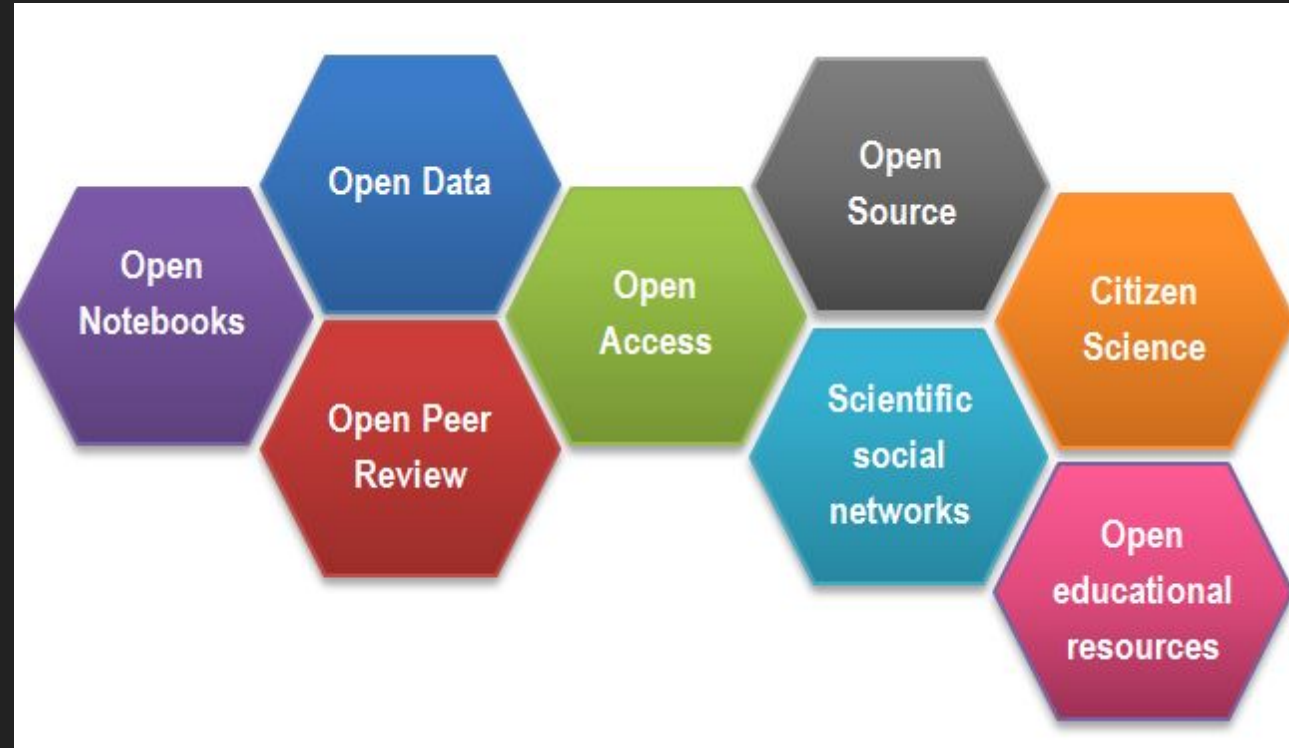 Open
Notebooks
Open Data
Open Peer
Review
Open
Access
Open
Source
Scientific
social
networks
Citizen
Science
Open
educational
resources